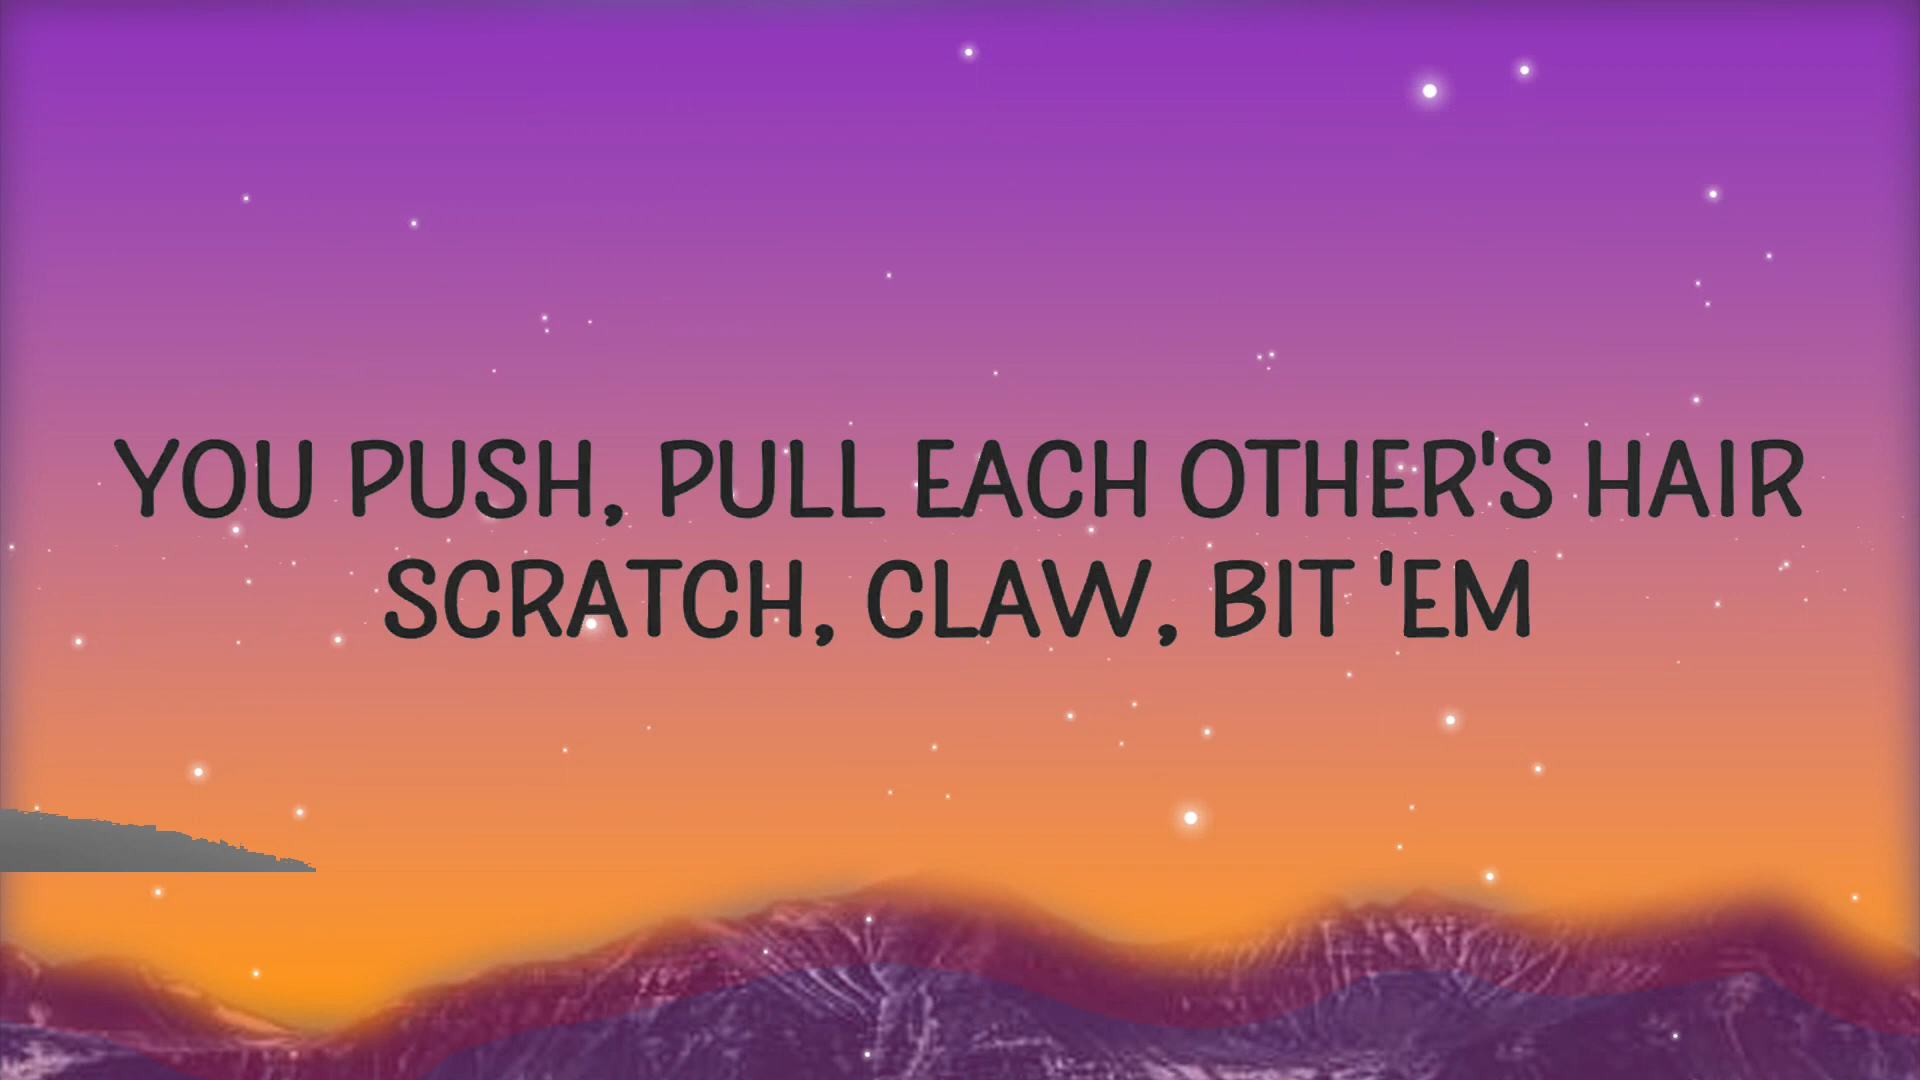 YOU PUSH, PULL EACH OTHER'S HAIR
SCRATCH, CLAW, BIT 'EM